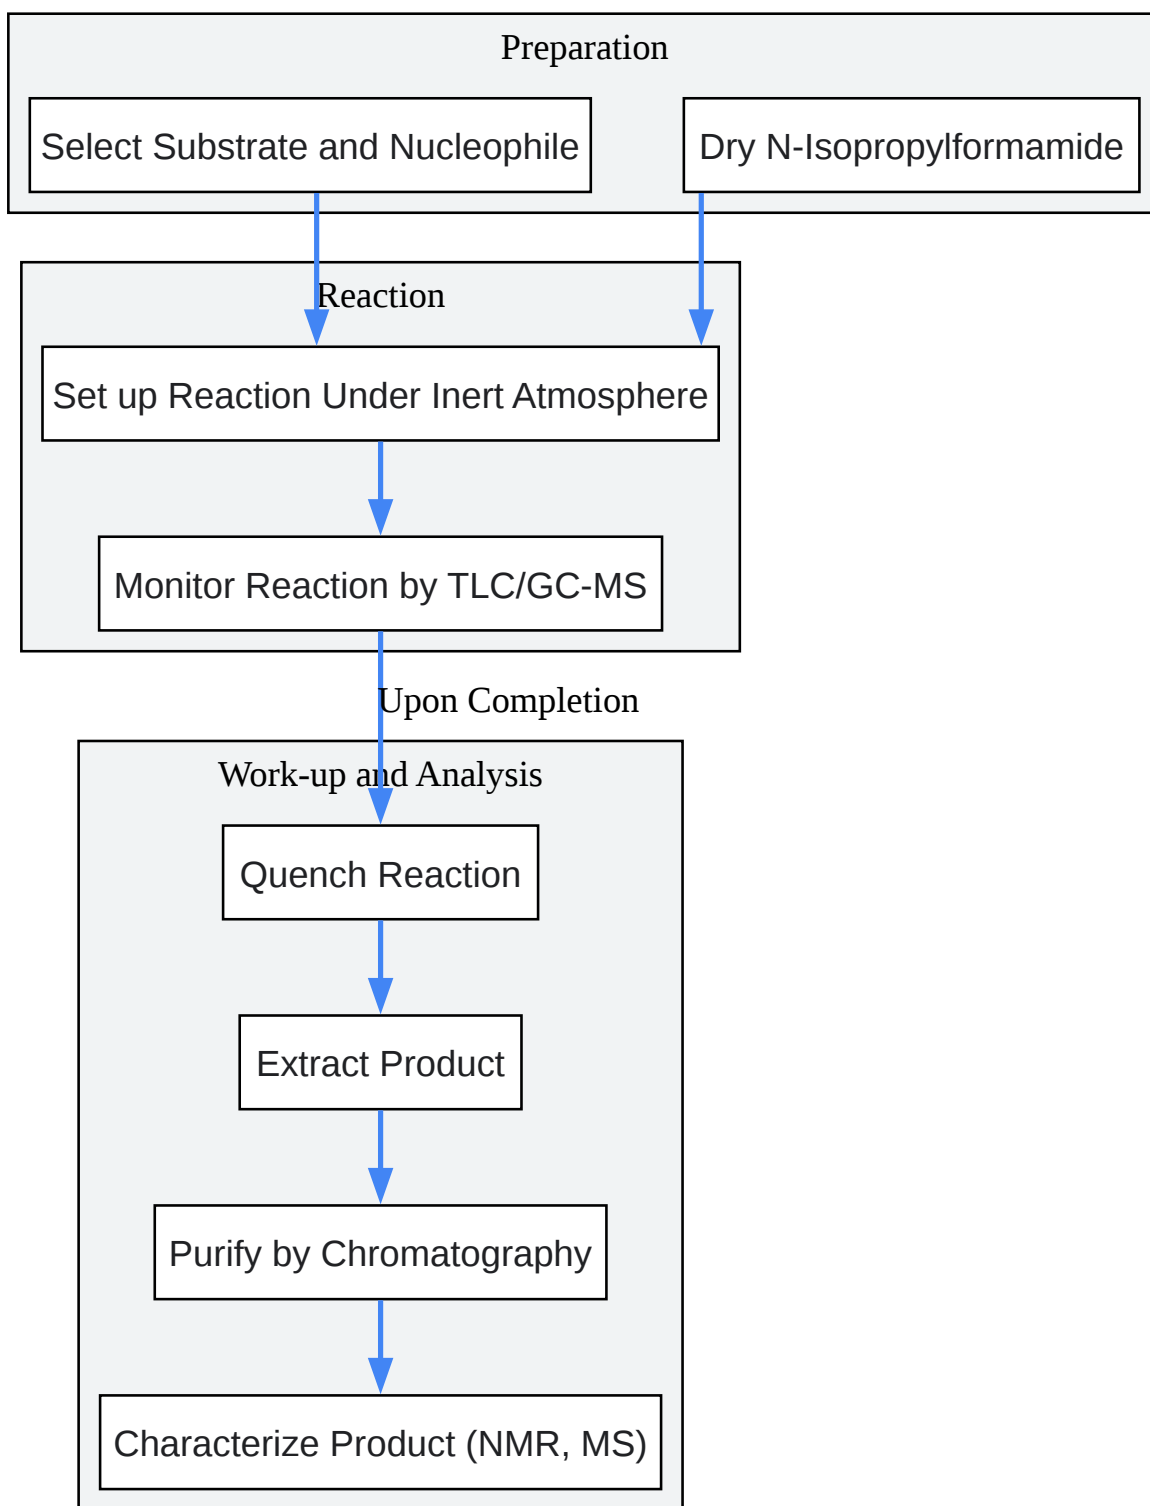 Preparation
Select Substrate and Nucleophile
Dry N-Isopropylformamide
Reaction
Set up Reaction Under Inert Atmosphere
Monitor Reaction by TLC/GC-MS
Upon Completion
Work-up and Analysis
Quench Reaction
Extract Product
Purify by Chromatography
Characterize Product (NMR, MS)